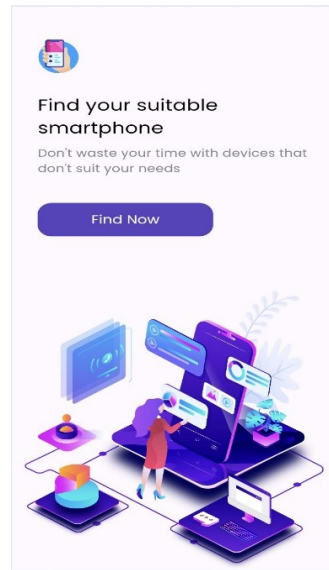 Find your suitable
smartphone
Don't waste your time with devices that
don't suit your needs
Find Now